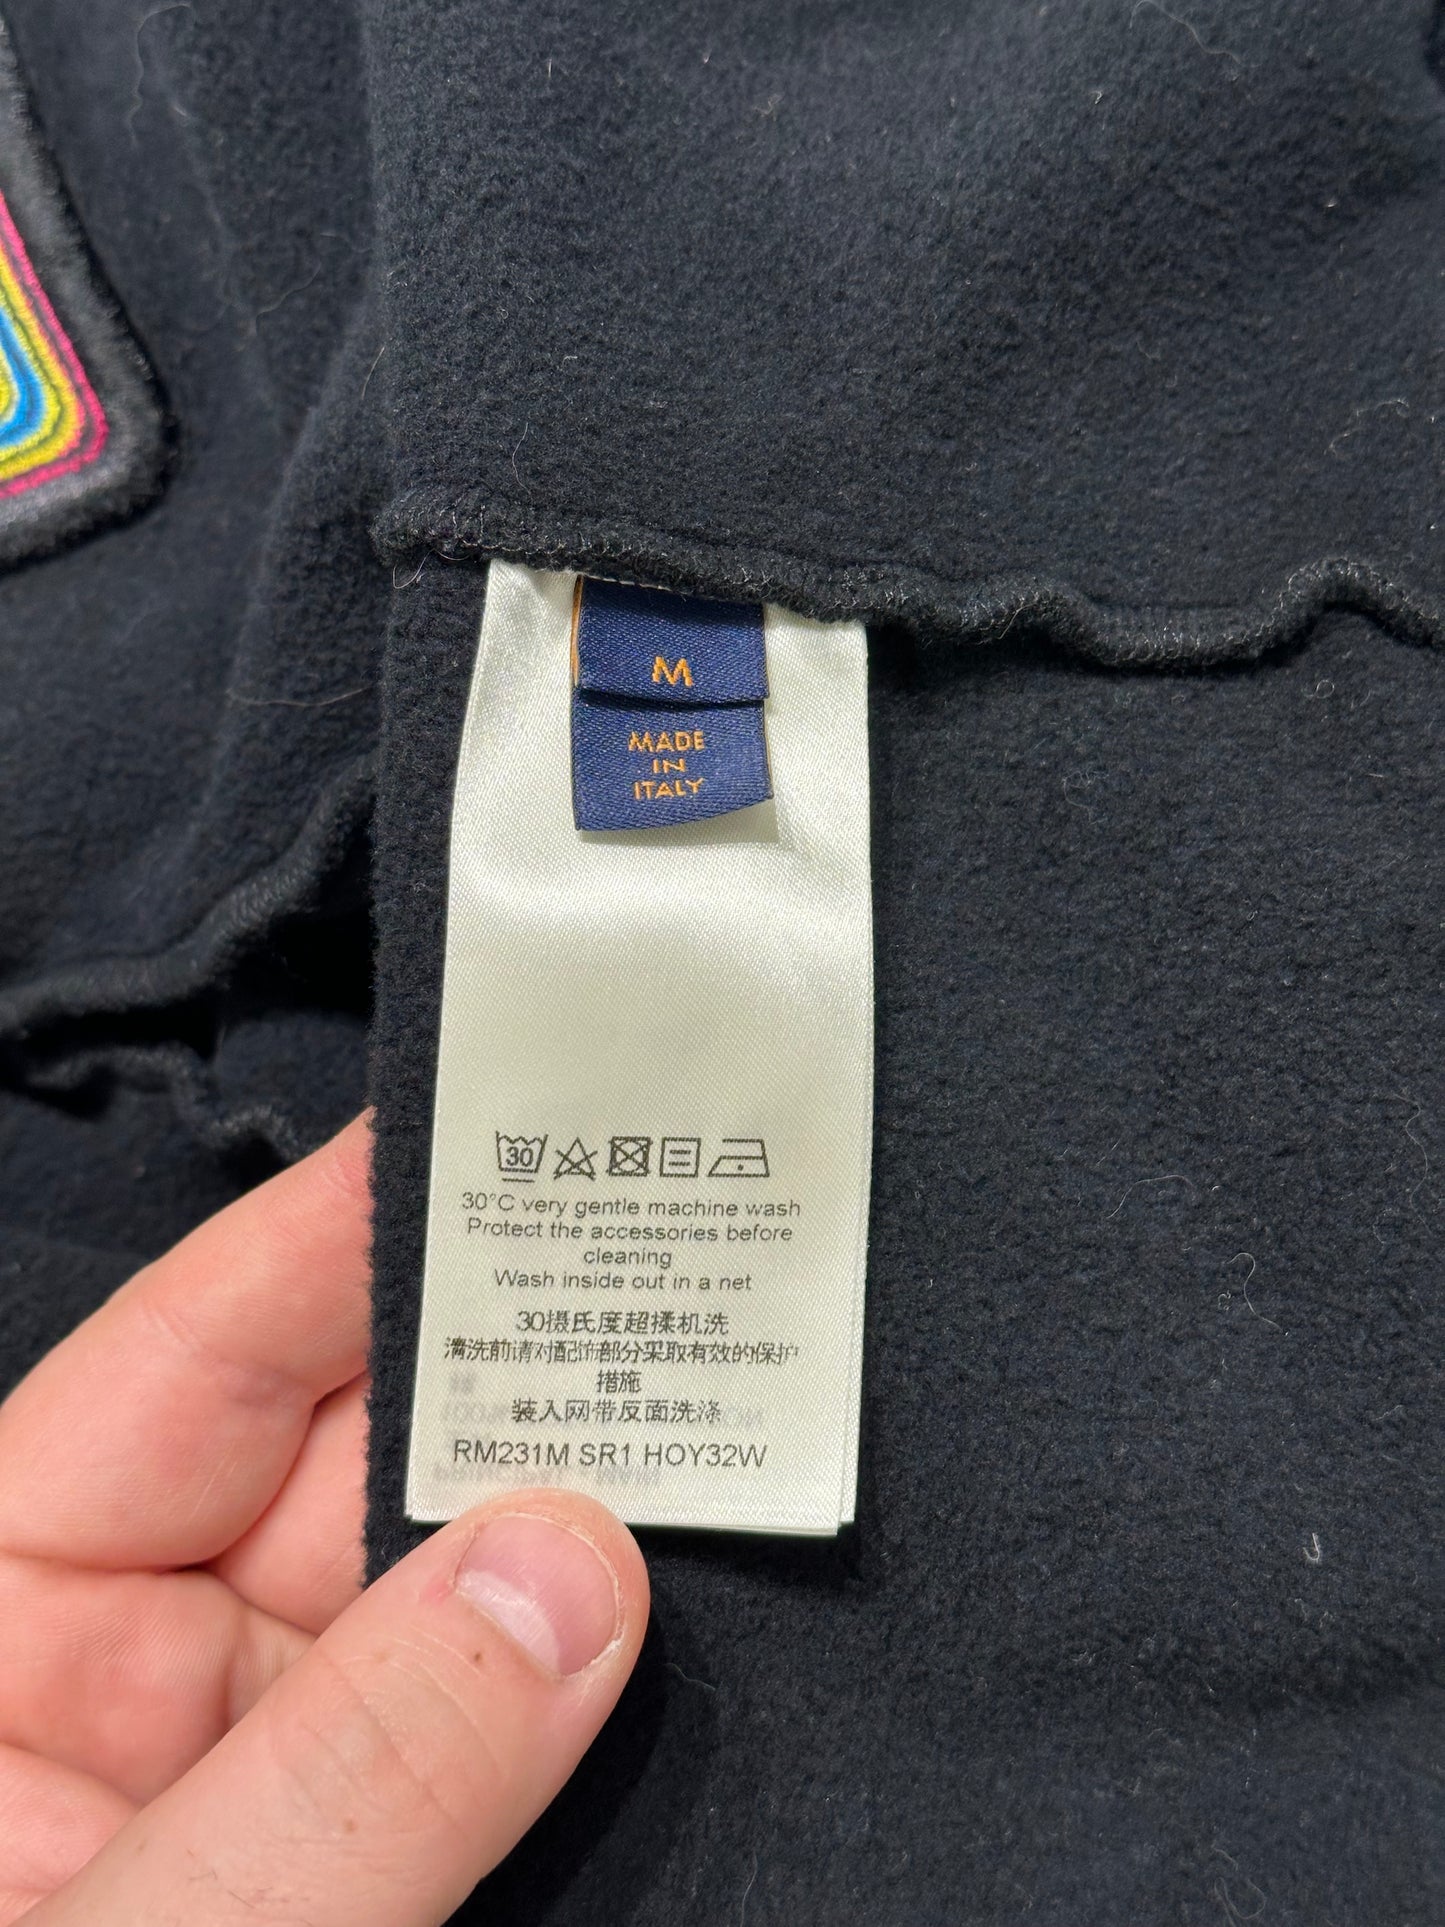 M
MADE
IN
ITALY
30
30°C very gentle machine wash
Protect the accessories before
cleaning
Wash inside out in a net
30摄氏度超揉机洗
清洗前请对配饰部分采取有效的保护
措施
装入网带反面洗涤
RM231M SR1 HOY32W